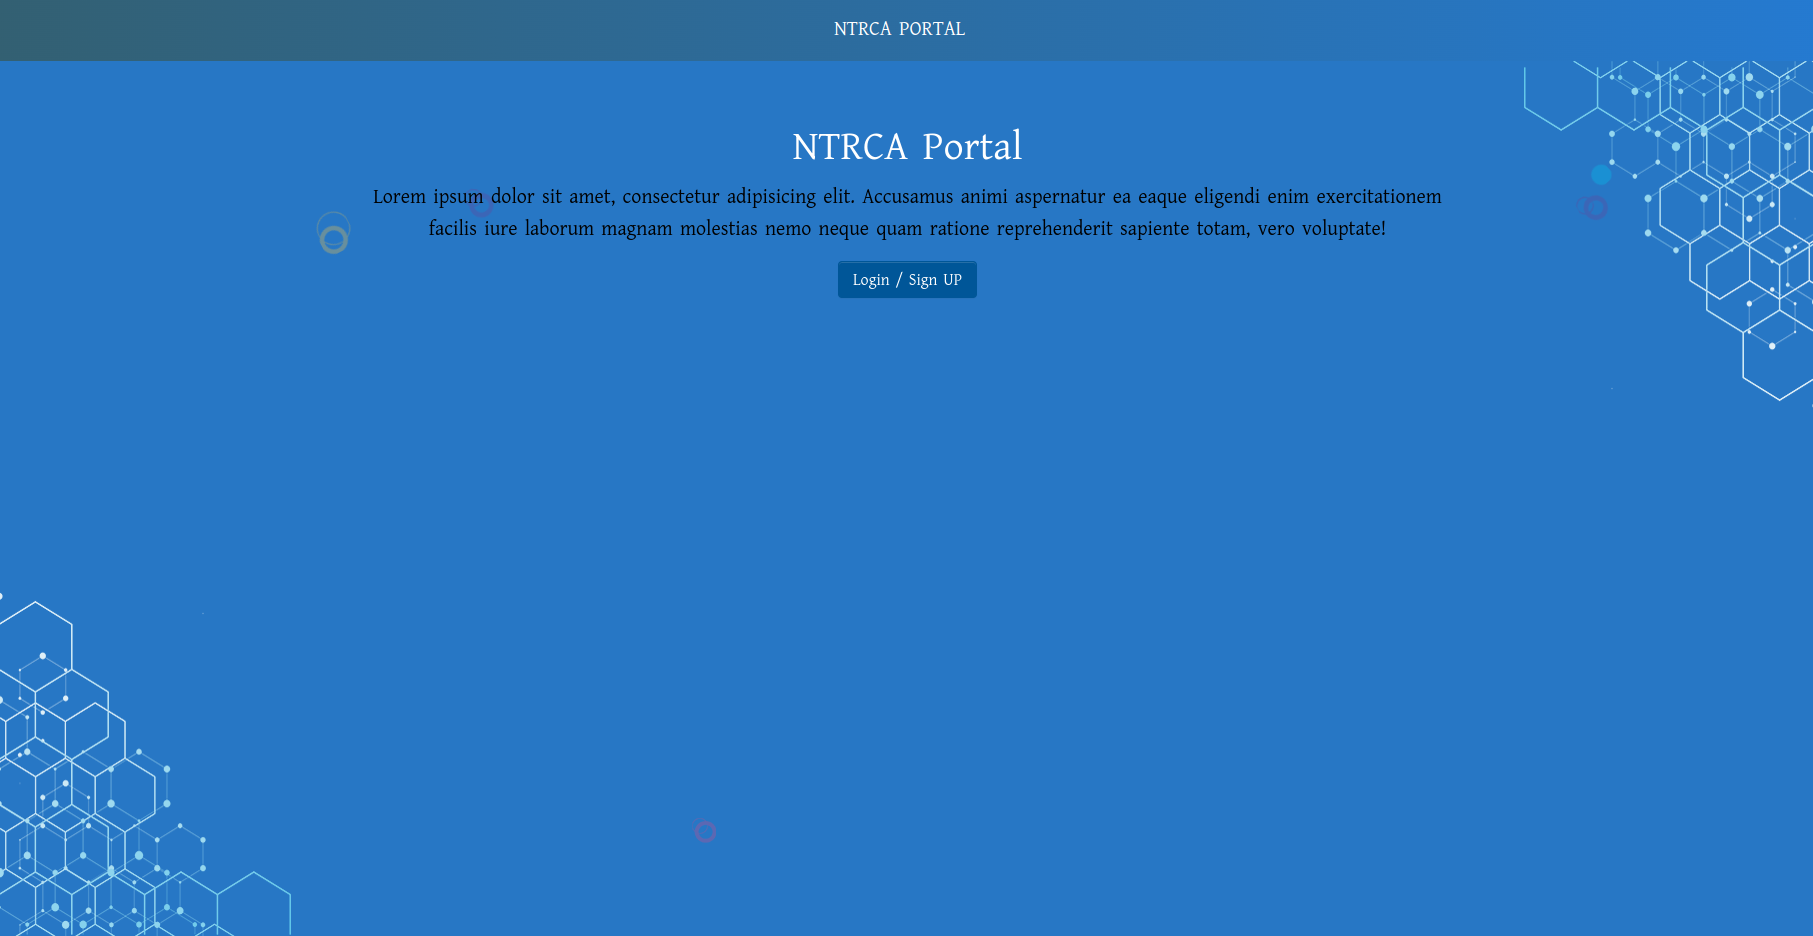 NTRCA PORTAL
NTRCA Portal
Lorem ipsum dolor sit amet, consectetur adipisicing elit. Accusamus animi aspernatur ea eaque eligendi enim exercitationem
facilis iure laborum magnam molestias nemo neque quam ratione reprehenderit sapiente totam, vero voluptate!
Login / Sign UP